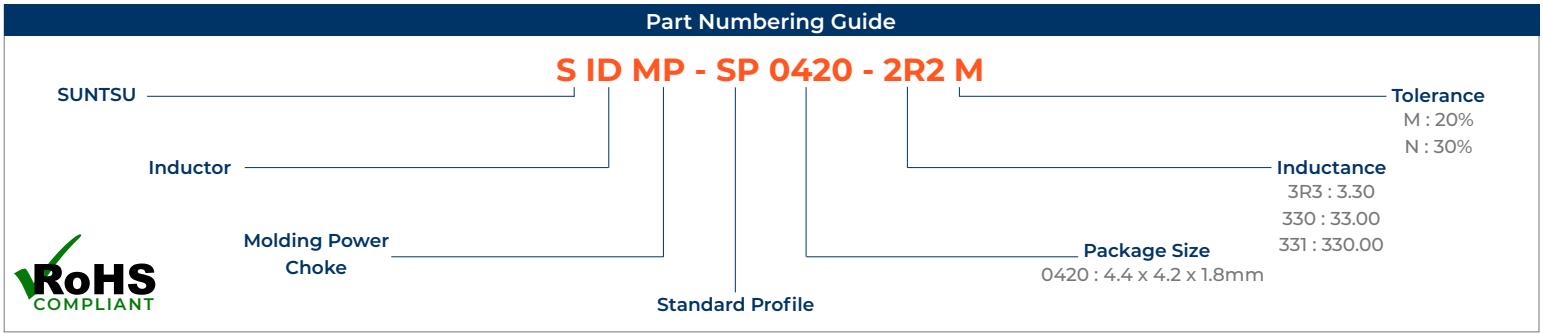 Part Numbering Guide
S ID MP - SP 0420 - 2R2 M
SUNTSU
Tolerance
M : 20%
N : 30%
Inductor
Inductance
3R3 : 3.30
330 : 33.00
331 : 330.00
Molding Power
Choke
Package Size
0420 : 4.4 x 4.2 x 1.8mm
Standard Profile
RoHS
COMPLIANT